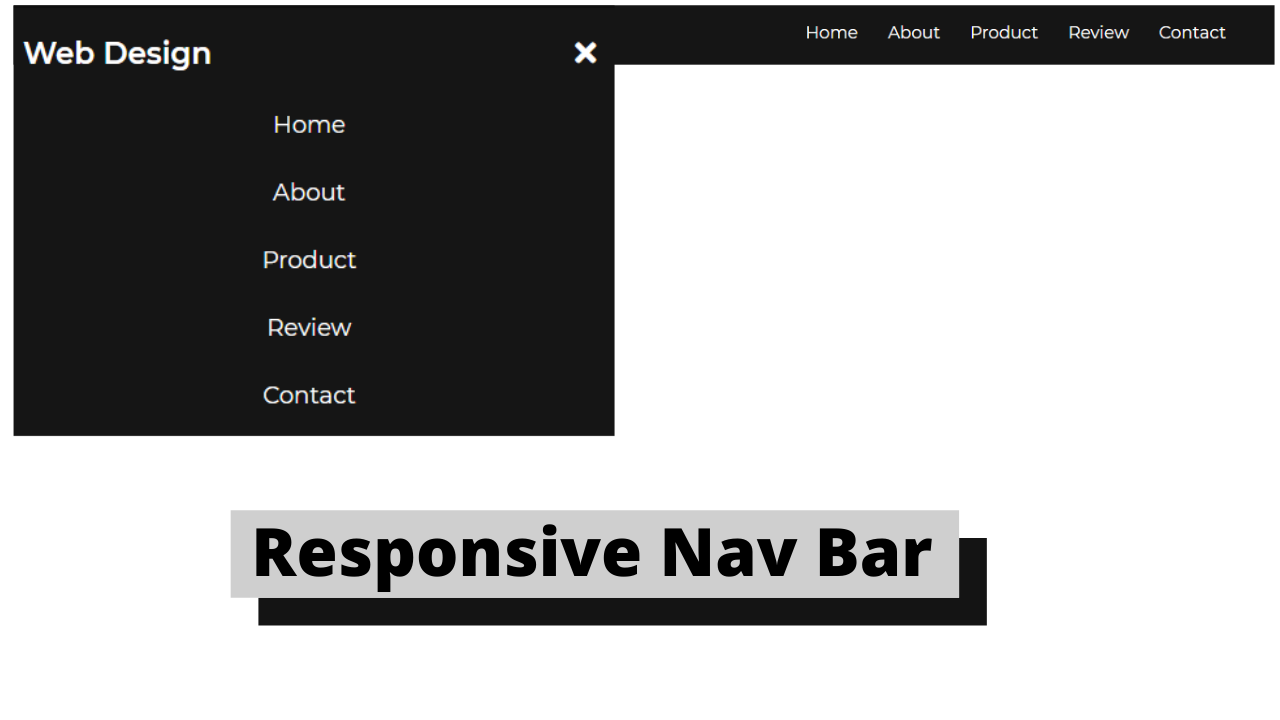 Web Design
Home
About
Product
Review
Contact
Home About Product Review Contact
Responsive Nav Bar